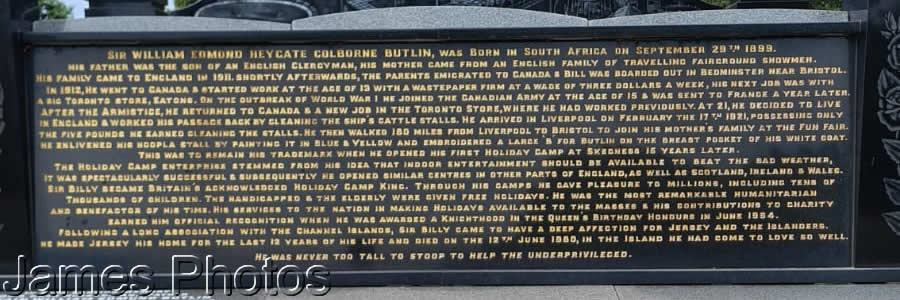 SIR WILLIAM EDMOND HEYGATE COLBORNE BUTLIN, WAS BORN IN SOUTH AFRICA ON SEPTEMBER 29TH 1899.
HIS FATHER WAS THE SON OF AN ENGLISH CLERGYMAN, HIS MOTHER CAME FROM AN ENGLISH FAMILY OF TRAVELLING FAIRGROUND SHOWMEN.
HIS FAMILY CAME TO ENGLAND IN 1911. SHORTLY AFTERWARDS, THE PARENTS EMIGRATED TO CANADA & BILL WAS BOARDED OUT IN BEDMINSTER NEAR BRISTOL.
IN 1912, HE WENT TO CANADA & STARTED WORK AT THE AGE OF 13 WITH A WASTEPAPER FIRM AT A WAGE OF THREE DOLLARS A WEEK, HIS NEXT JOB WAS WITH
A BIG TORONTO STORE, EATONS. ON THE OUTBREAK OF WORLD WAR I HE JOINED THE CANADIAN ARMY AT THE AGE OF 15 & WAS SENT TO FRANCE A YEAR LATER.
AFTER THE ARMISTICE, HE RETURNED TO CANADA & A NEW JOB IN THE TORONTO STORE, WHERE HE HAD WORKED PREVIOUSLY. AT 21, HE DECIDED TO LIVE
IN ENGLAND & WORKED HIS PASSAGE BACK BY CLEANING THE SHIP'S CATTLE STALLS. HE ARRIVED IN LIVERPOOL ON FEBRUARY THE 17TH 1921, POSSESSING ONLY
THE FIVE POUNDS HE EARNED CLEANING THE STALLS. HE THEN WALKED 180 MILES FROM LIVERPOOL TO BRISTOL TO JOIN HIS MOTHER'S FAMILY AT THE FUN FAIR.
HE ENLIVENED HIS HOOPLA STALL BY PAINTING IT IN BLUE & YELLOW AND EMBROIDERED A LARGE 'B' FOR BUTLIN ON THE BREAST POCKET OF HIS WHITE COAT.
THIS WAS TO REMAIN HIS TRADEMARK WHEN HE OPENED HIS FIRST HOLIDAY CAMP AT SKEGNESS 15 YEARS LATER.
THE HOLIDAY CAMP ENTERPRISE STEMMED FROM HIS IDEA THAT INDOOR ENTERTAINMENT SHOULD BE AVAILABLE TO BEAT THE BAD WEATHER,
IT WAS SPECTACULARLY SUCCESSFUL & SUBSEQUENTLY HE OPENED SIMILAR CENTRES IN OTHER PARTS OF ENGLAND, AS WELL AS SCOTLAND, IRELAND & WALES.
SIR BILLY BECAME BRITAIN'S ACKNOWLEDGED HOLIDAY CAMP KING. THROUGH HIS CAMPS HE GAVE PLEASURE TO MILLIONS, INCLUDING TENS OF
THOUSANDS OF CHILDREN. THE HANDICAPPED & THE ELDERLY WERE GIVEN FREE HOLIDAYS. HE WAS THE MOST REMARKABLE HUMANITARIAN
AND BENEFACTOR OF HIS TIME. HIS SERVICES TO THE NATION IN MAKING HOLIDAYS AVAILABLE TO THE MASSES & HIS CONTRIBUTIONS TO CHARITY
EARNED HIM OFFICIAL RECOGNITION WHEN HE WAS AWARDED A KNIGHTHOOD IN THE QUEEN'S BIRTHDAY HONOURS IN JUNE 1964.
FOLLOWING A LONG ASSOCIATION WITH THE CHANNEL ISLANDS, SIR BILLY CAME TO HAVE A DEEP AFFECTION FOR JERSEY AND THE ISLANDERS.
HE MADE JERSEY HIS HOME FOR THE LAST 12 YEARS OF HIS LIFE AND DIED ON THE 12TH JUNE 1980, IN THE ISLAND HE HAD COME TO LOVE SO WELL.
HE WAS NEVER TOO TALL TO STOOP TO HELP THE UNDERPRIVILEGED.
James Photos